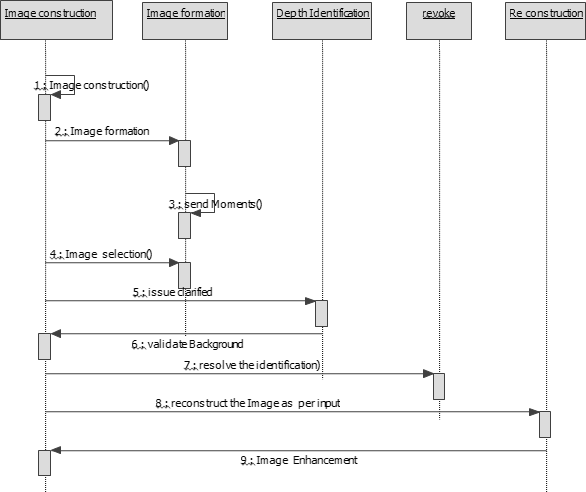 Image construction
Image formation
Depth Identification
revoke
Re construction
1 : Image construction()
2 : Image formation
3 : send Moments()
4 : Image selection()
5 : issue clarified
6 : validate Background
7 : resolve the identification)
8 : reconstruct the Image as per input
9 : Image Enhancement